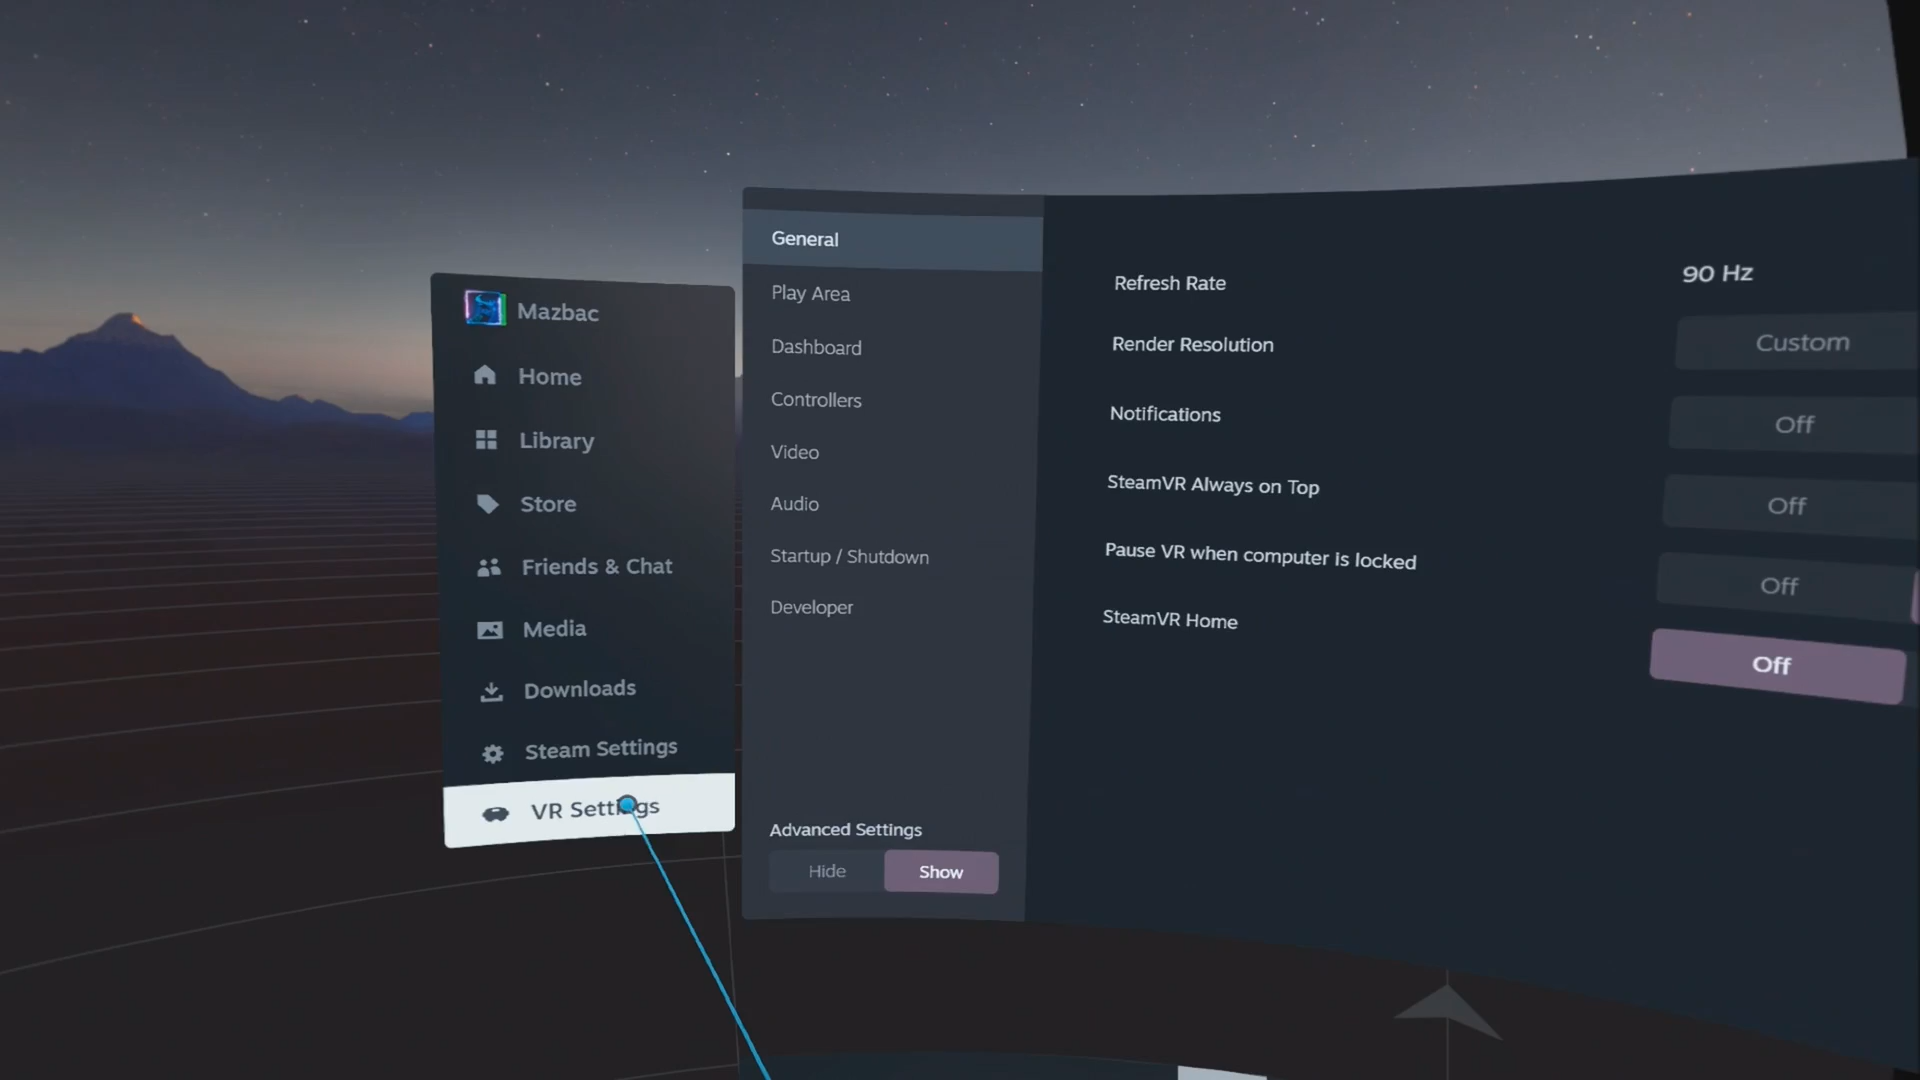 Mazbac
Home
Library
Store
Friends & Chat
Media
Downloads
Steam Settings
VR Settings
General
Play Area
Dashboard
Controllers
Video
Audio
Startup / Shutdown
Developer
Advanced Settings
Hide Show
Refresh Rate 90 Hz
Render Resolution Custom
Notifications Off
SteamVR Always on Top Off
Pause VR when computer is locked Off
SteamVR Home Off